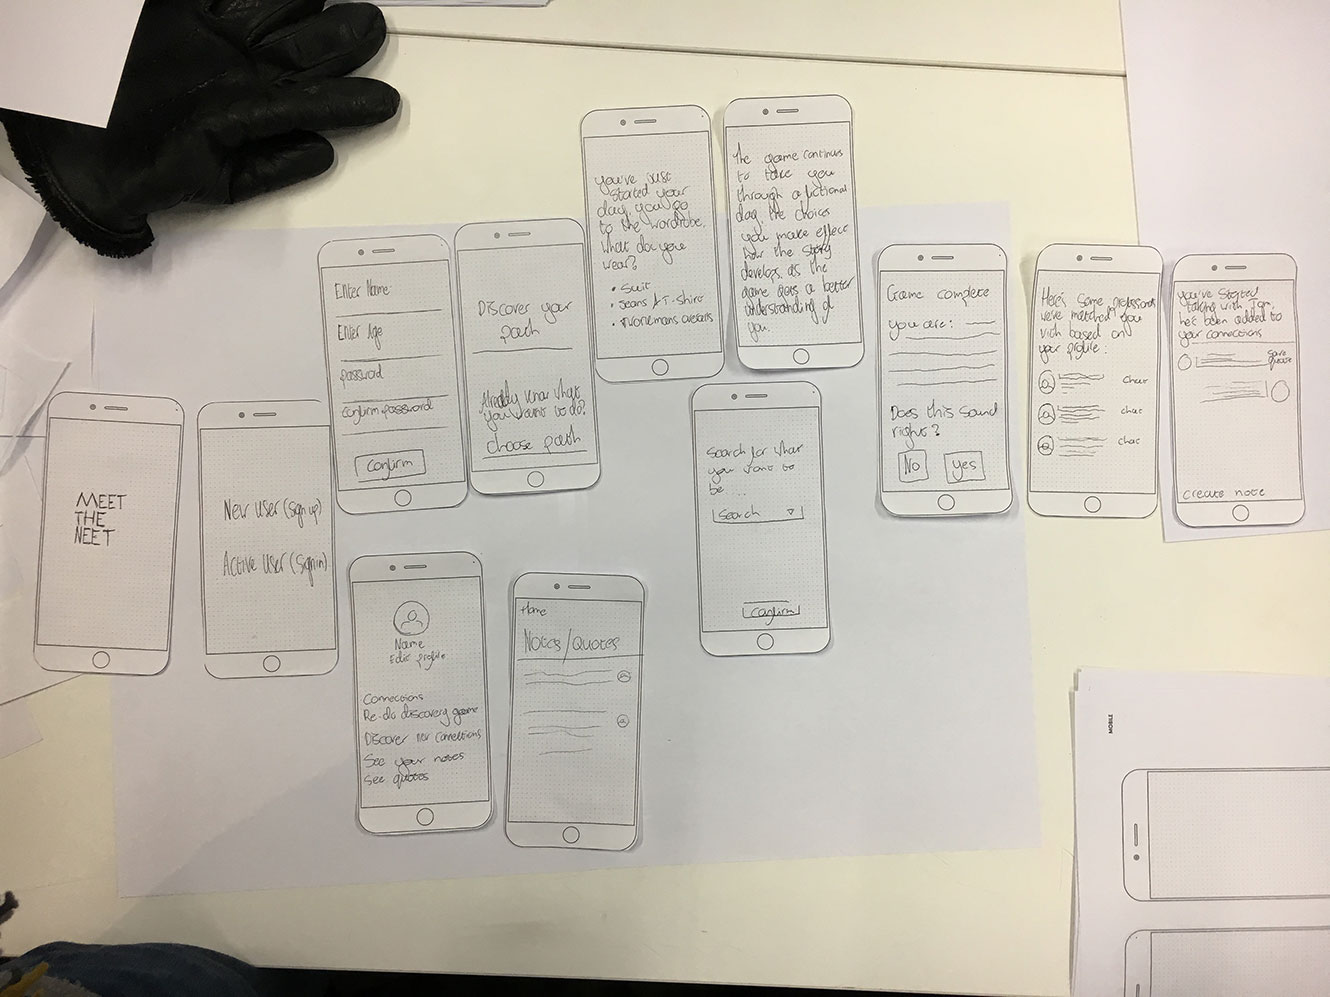 MEET
THE
NEET
New User (sign up)
Active User (Signin)
Enter Name
Enter Age
password
Confirm password
Confirm
Discover your
path
Already know what
you want to do?
choose path
you've just
started your
day, you go
to the wardrobe.
What do you
wear?
• Suit
• Jeans / T-shirt
The game continues
to take you
through a fictional
day, the choices
you make effect
how the story
develops. as the
game gets a better
understanding of
you.
Search for what
you want to
be....
Search
Confirm
Game complete
you are:
Does this sound
right?
No
yes
Here's some professionals
we've matched you
with based on
your profile:
Chat
chat
chat
you've started
talking with Ian.
he's been added to
your connections
Save
quote
create note
Name
Edit profile
Connections
Re-do discovery game
Discover new connections
See your notes
See quotes
Home
Notes/Quotes
MOBILE